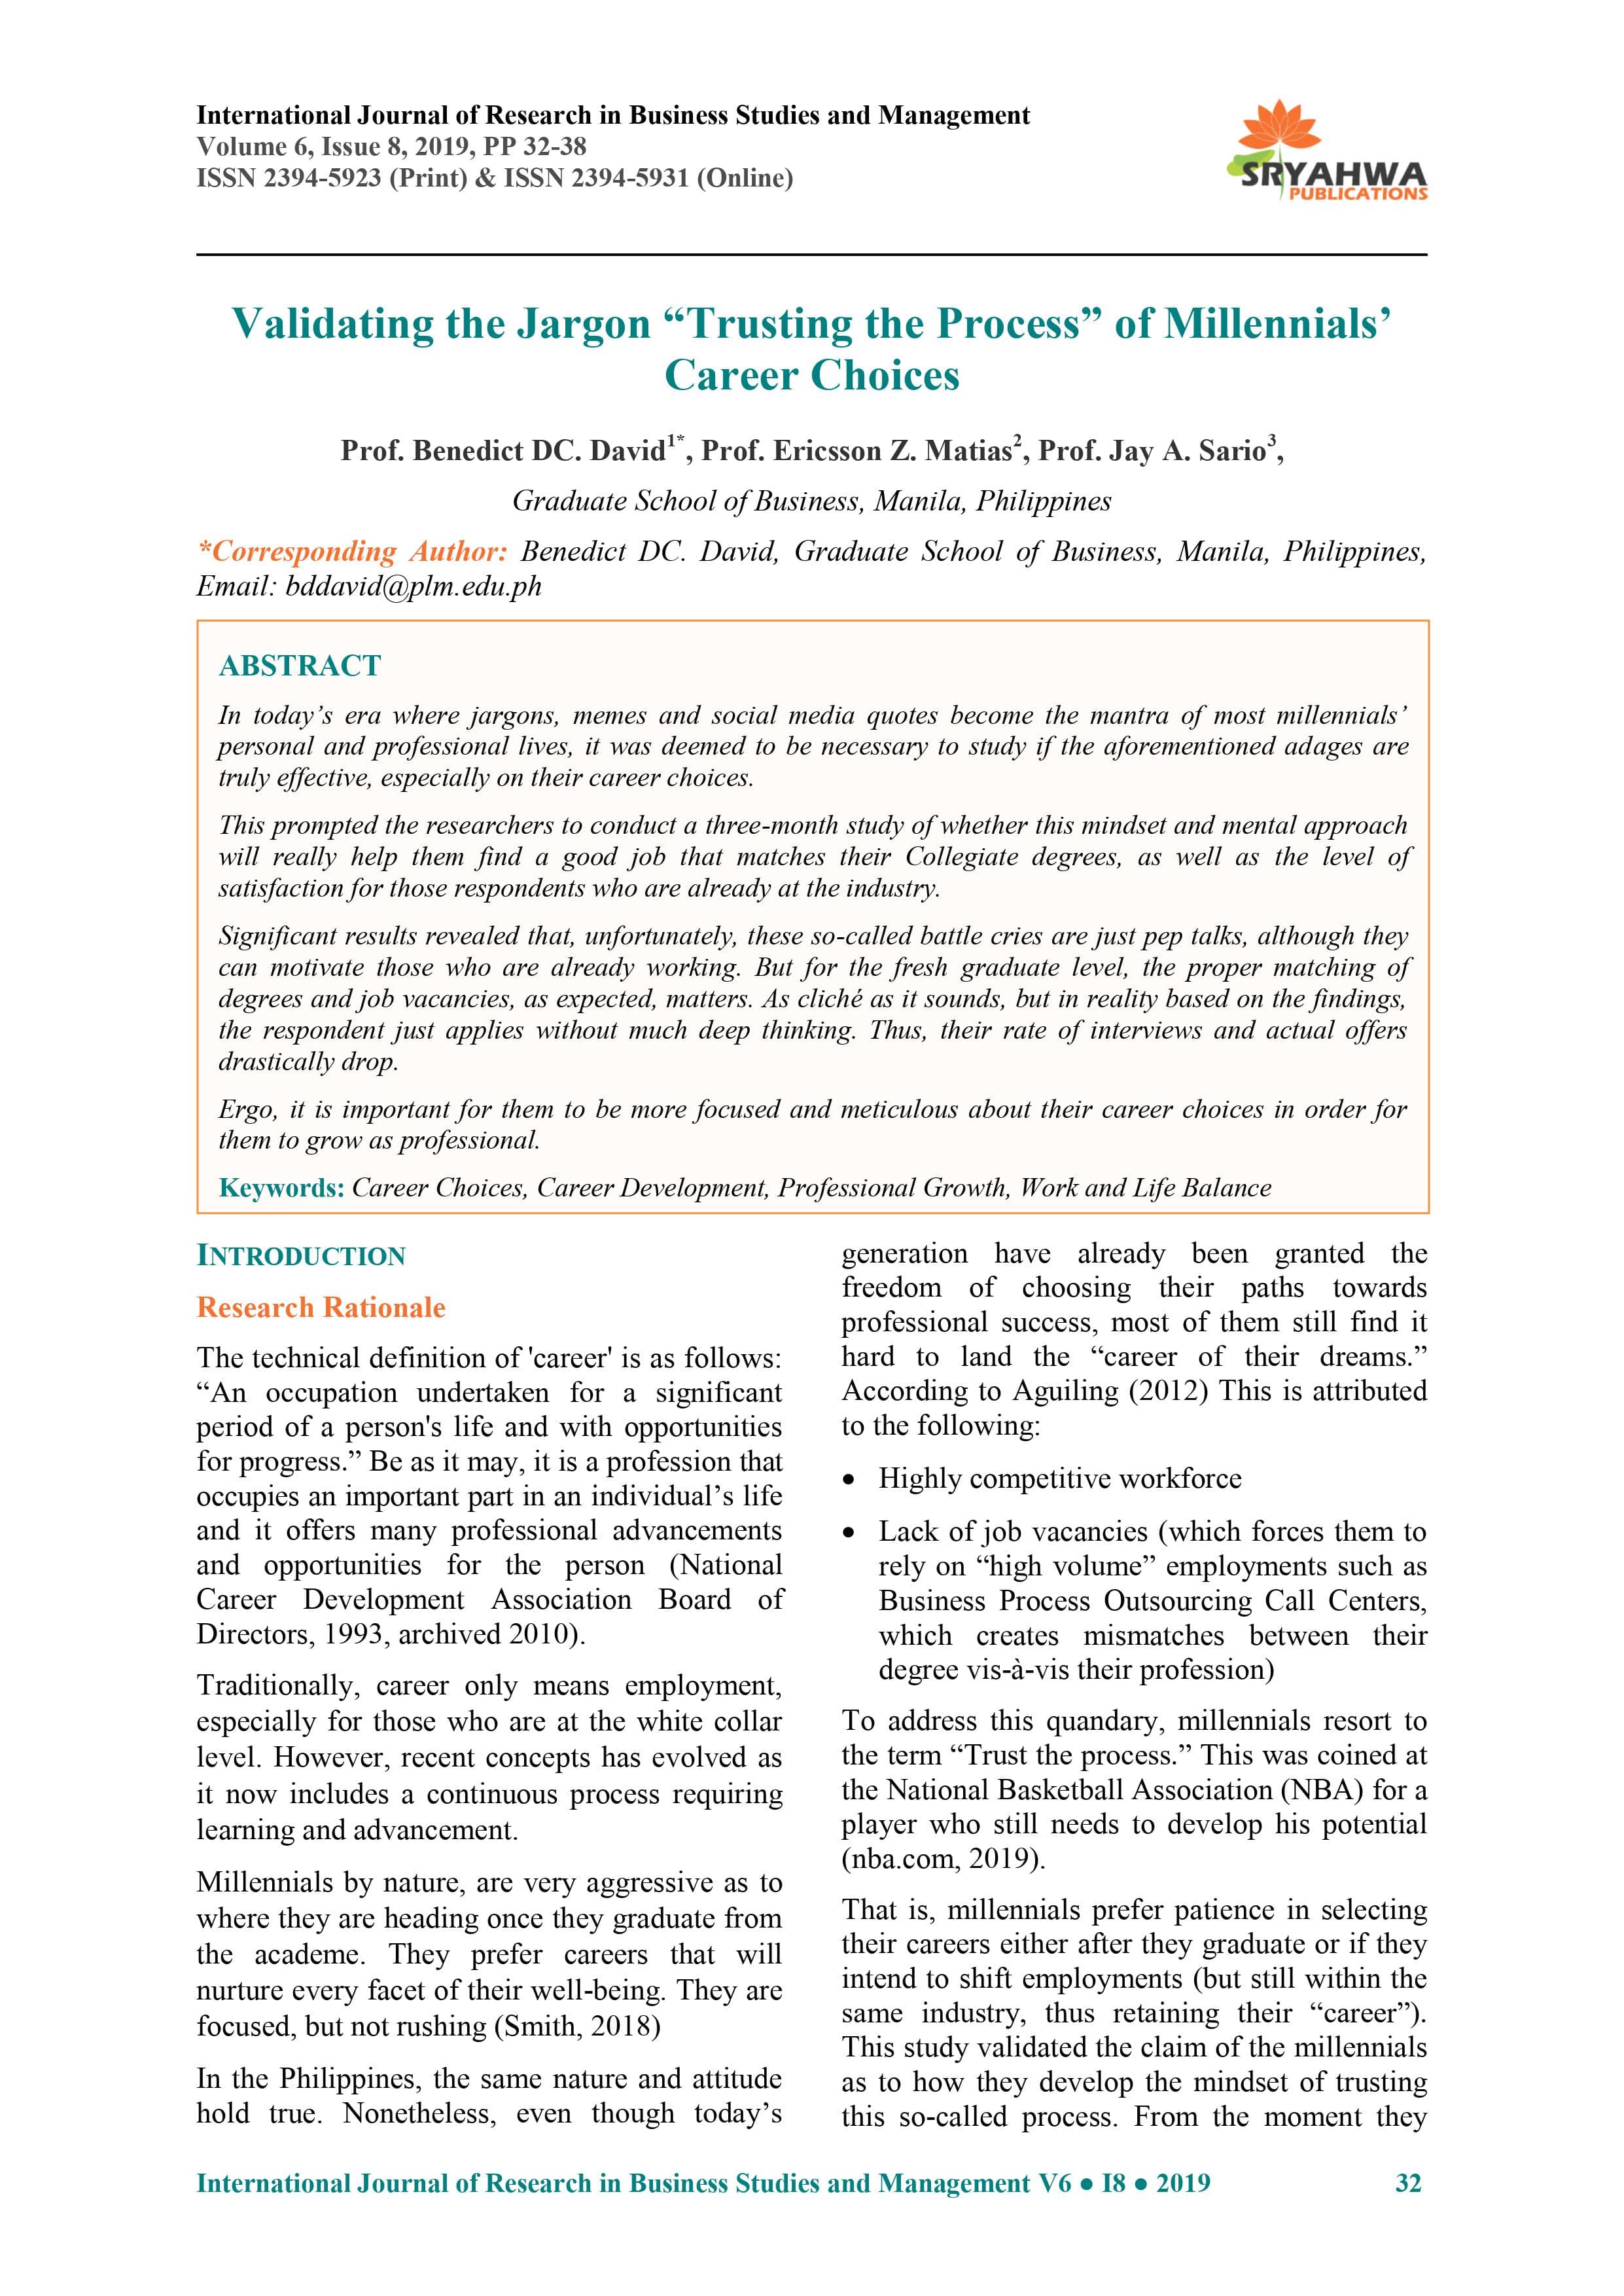 International Journal of Research in Business Studies and Management
Volume 6, Issue 8, 2019, PP 32-38
ISSN 2394-5923 (Print) & ISSN 2394-5931 (Online)
SRYAHWA
PUBLICATIONS
Validating the Jargon “Trusting the Process” of Millennials’
Career Choices
Prof. Benedict DC. David1*, Prof. Ericsson Z. Matias2, Prof. Jay A. Sario3,
Graduate School of Business, Manila, Philippines
*Corresponding Author: Benedict DC. David, Graduate School of Business, Manila, Philippines,
Email: bddavid@plm.edu.ph
ABSTRACT
In today’s era where jargons, memes and social media quotes become the mantra of most millennials’
personal and professional lives, it was deemed to be necessary to study if the aforementioned adages are
truly effective, especially on their career choices.
This prompted the researchers to conduct a three-month study of whether this mindset and mental approach
will really help them find a good job that matches their Collegiate degrees, as well as the level of
satisfaction for those respondents who are already at the industry.
Significant results revealed that, unfortunately, these so-called battle cries are just pep talks, although they
can motivate those who are already working. But for the fresh graduate level, the proper matching of
degrees and job vacancies, as expected, matters. As cliché as it sounds, but in reality based on the findings,
the respondent just applies without much deep thinking. Thus, their rate of interviews and actual offers
drastically drop.
Ergo, it is important for them to be more focused and meticulous about their career choices in order for
them to grow as professional.
Keywords: Career Choices, Career Development, Professional Growth, Work and Life Balance
INTRODUCTION
Research Rationale
The technical definition of 'career' is as follows:
“An occupation undertaken for a significant
period of a person's life and with opportunities
for progress.” Be as it may, it is a profession that
occupies an important part in an individual’s life
and it offers many professional advancements
and opportunities for the person (National
Career Development Association Board of
Directors, 1993, archived 2010).
Traditionally, career only means employment,
especially for those who are at the white collar
level. However, recent concepts has evolved as
it now includes a continuous process requiring
learning and advancement.
Millennials by nature, are very aggressive as to
where they are heading once they graduate from
the academe. They prefer careers that will
nurture every facet of their well-being. They are
focused, but not rushing (Smith, 2018)
In the Philippines, the same nature and attitude
hold true. Nonetheless, even though today’s
generation have already been granted the
freedom of choosing their paths towards
professional success, most of them still find it
hard to land the “career of their dreams.”
According to Aguiling (2012) This is attributed
to the following:
• Highly competitive workforce
• Lack of job vacancies (which forces them to
rely on “high volume” employments such as
Business Process Outsourcing Call Centers,
which creates mismatches between their
degree vis-à-vis their profession)
To address this quandary, millennials resort to
the term “Trust the process.” This was coined at
the National Basketball Association (NBA) for a
player who still needs to develop his potential
(nba.com, 2019).
That is, millennials prefer patience in selecting
their careers either after they graduate or if they
intend to shift employments (but still within the
same industry, thus retaining their “career”).
This study validated the claim of the millennials
as to how they develop the mindset of trusting
this so-called process. From the moment they
International Journal of Research in Business Studies and Management V6 ● I8 ● 2019 32